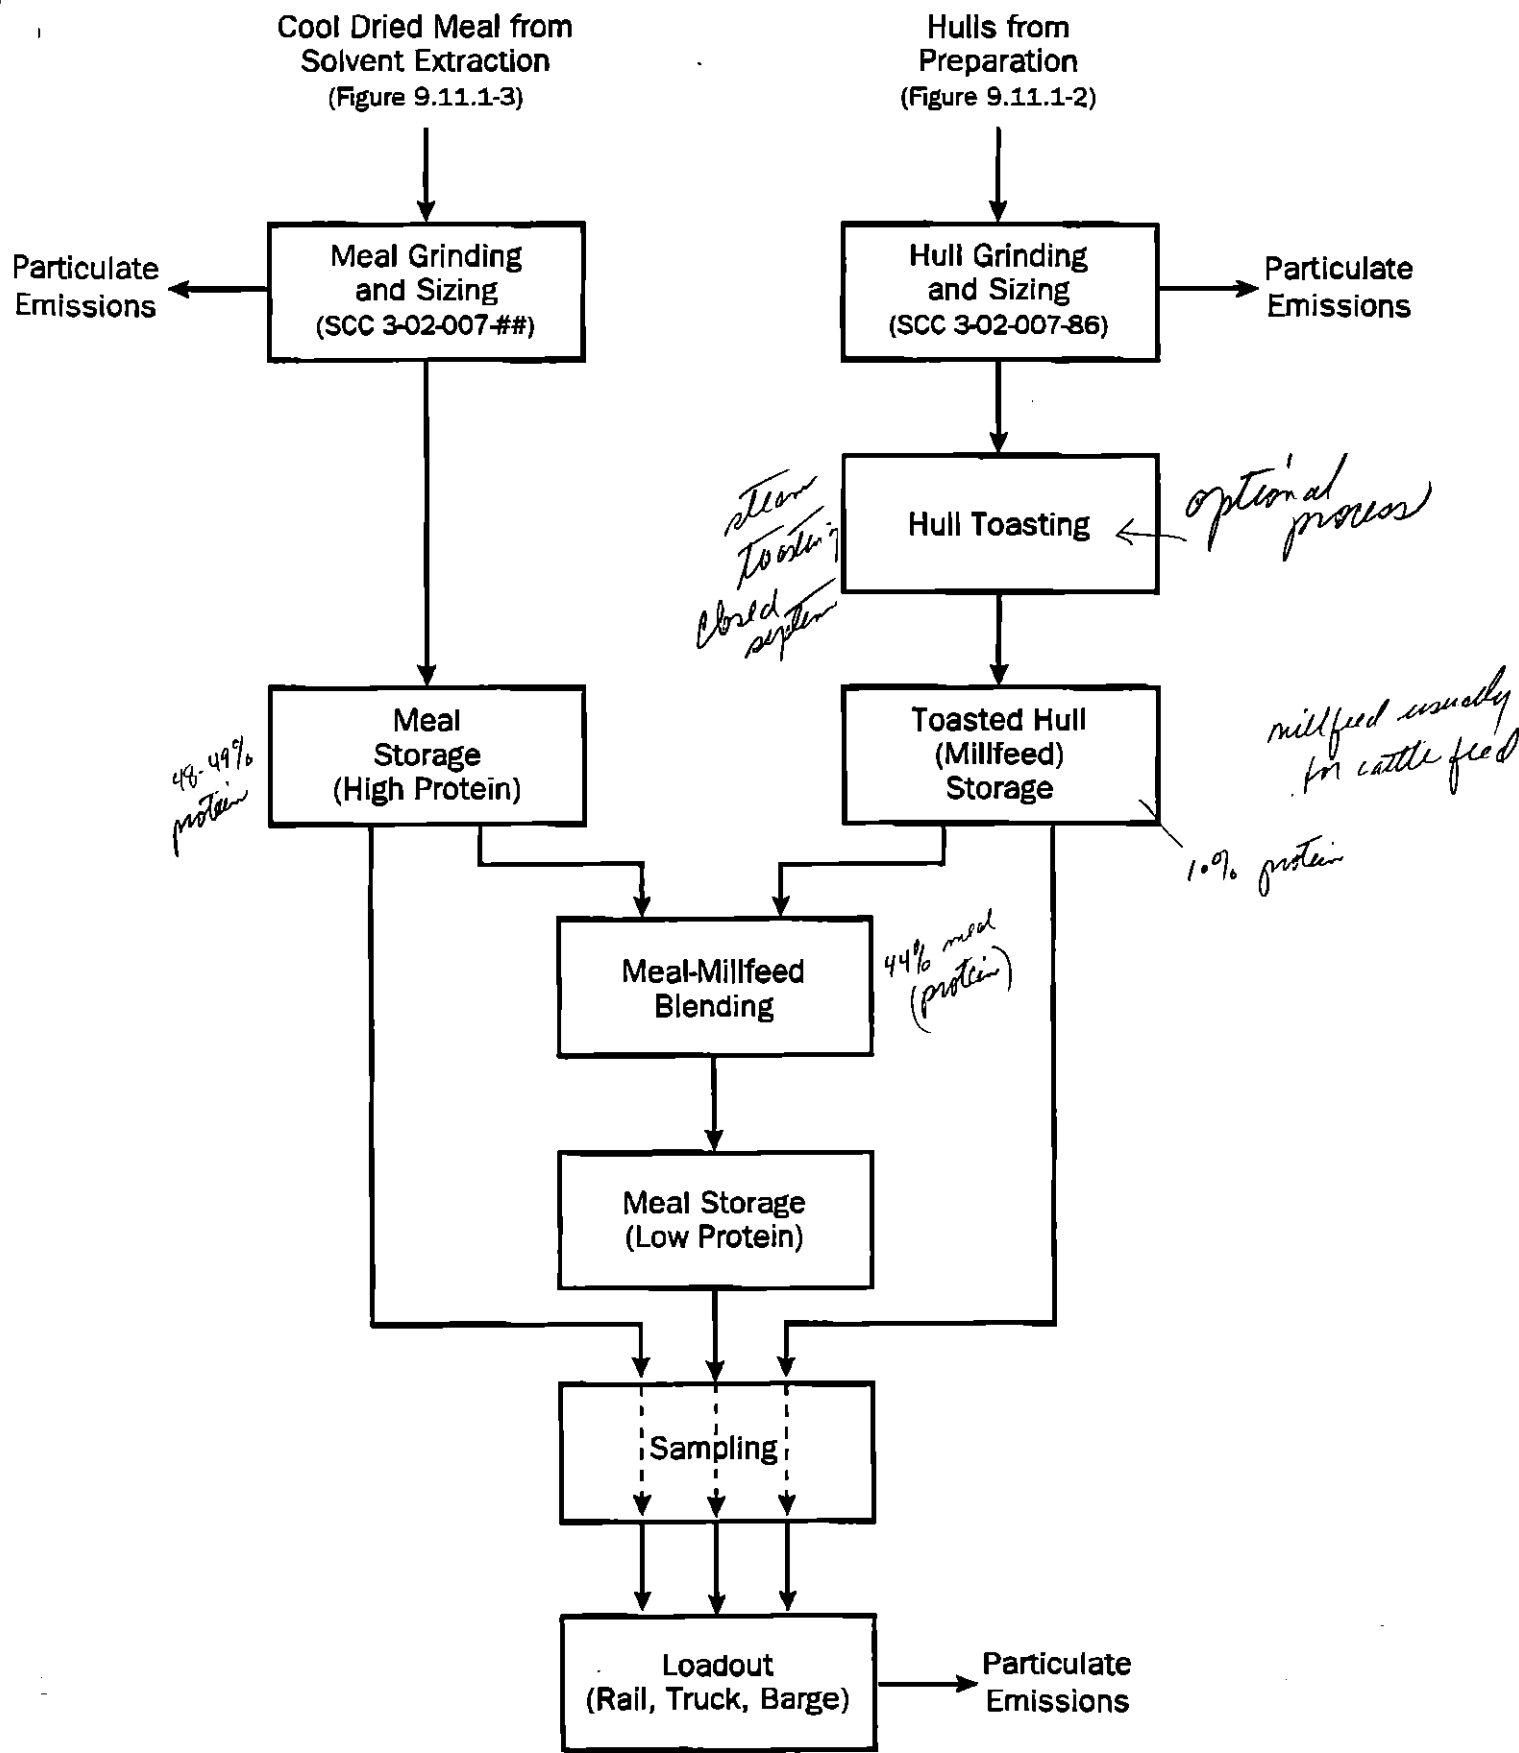 Cool Dried Meal from
Solvent Extraction
(Figure 9.11.1-3)
Hulls from
Preparation
(Figure 9.11.1-2)
Particulate
Emissions
Meal Grinding
and Sizing
(SCC 3-02-007-##)
Hull Grinding
and Sizing
(SCC 3-02-007-86)
Particulate
Emissions
steam
toasting
closed
system
Hull Toasting
optional
process
48-49%
protein
Meal
Storage
(High Protein)
Toasted Hull
(Millfeed)
Storage
millfeed usually
for cattle feed
10% protein
Meal-Millfeed
Blending
44% meal
(protein)
Meal Storage
(Low Protein)
Sampling
Loadout
(Rail, Truck, Barge)
Particulate
Emissions